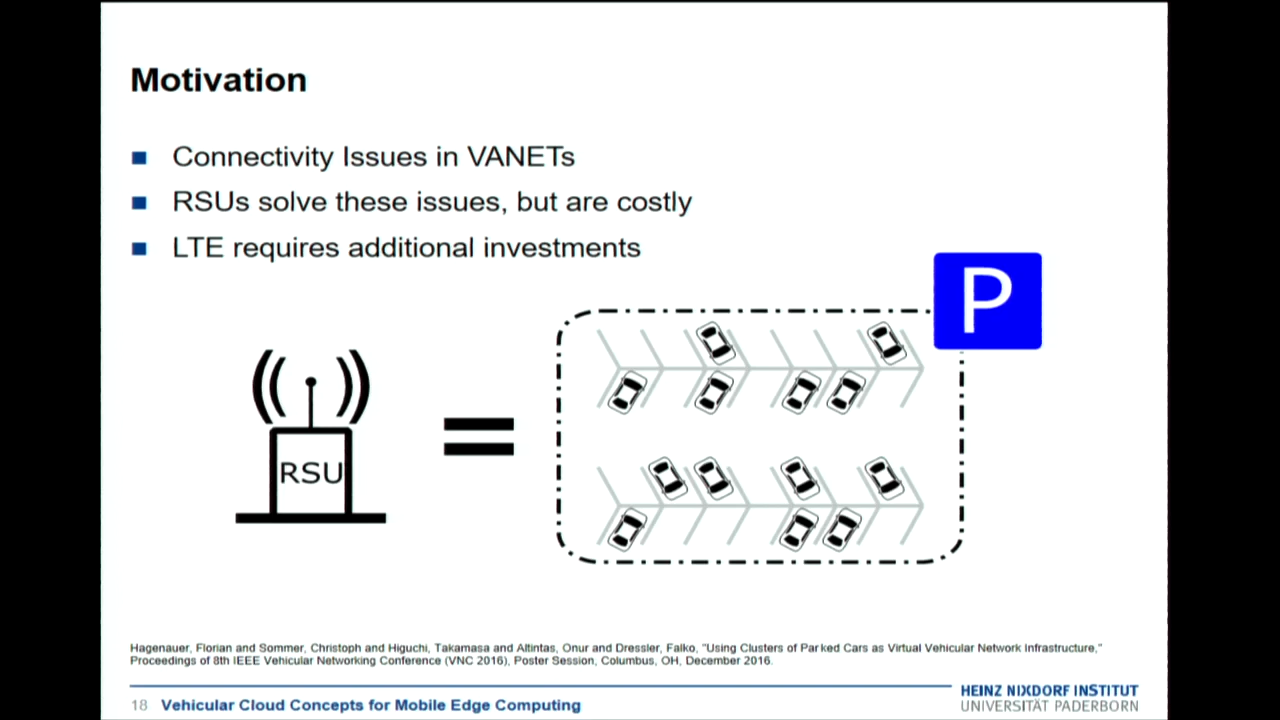 Motivation
Connectivity Issues in VANETs
RSUs solve these issues, but are costly
LTE requires additional investments
P
RSU
Hagenauer, Florian and Sommer, Christoph and Higuchi, Takamasa and Altintas, Onur and Dressler, Falko, "Using Clusters of Parked Cars as Virtual Vehicular Network Infrastructure,"
Proceedings of 8th IEEE Vehicular Networking Conference (VNC 2016), Poster Session, Columbus, OH, December 2016.
18 Vehicular Cloud Concepts for Mobile Edge Computing
HEINZ NIXDORF INSTITUT
UNIVERSITÄT PADERBORN